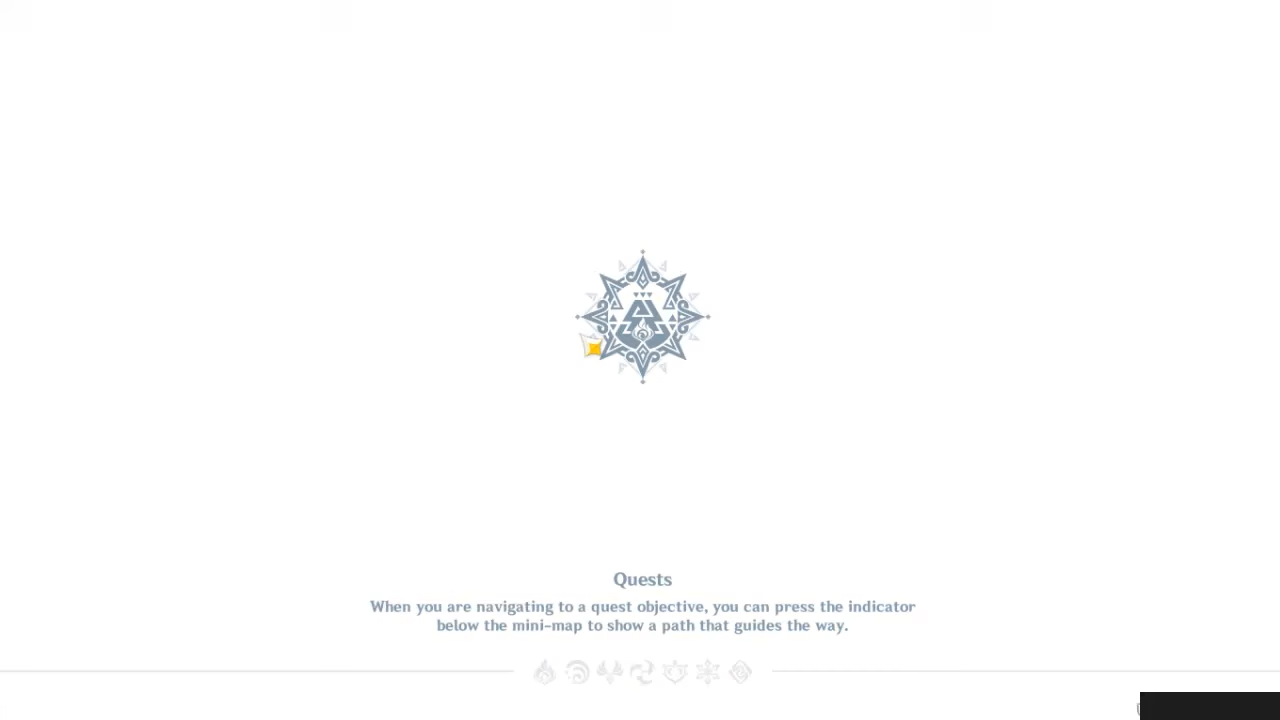 Quests
When you are navigating to a quest objective, you can press the indicator
below the mini-map to show a path that guides the way.